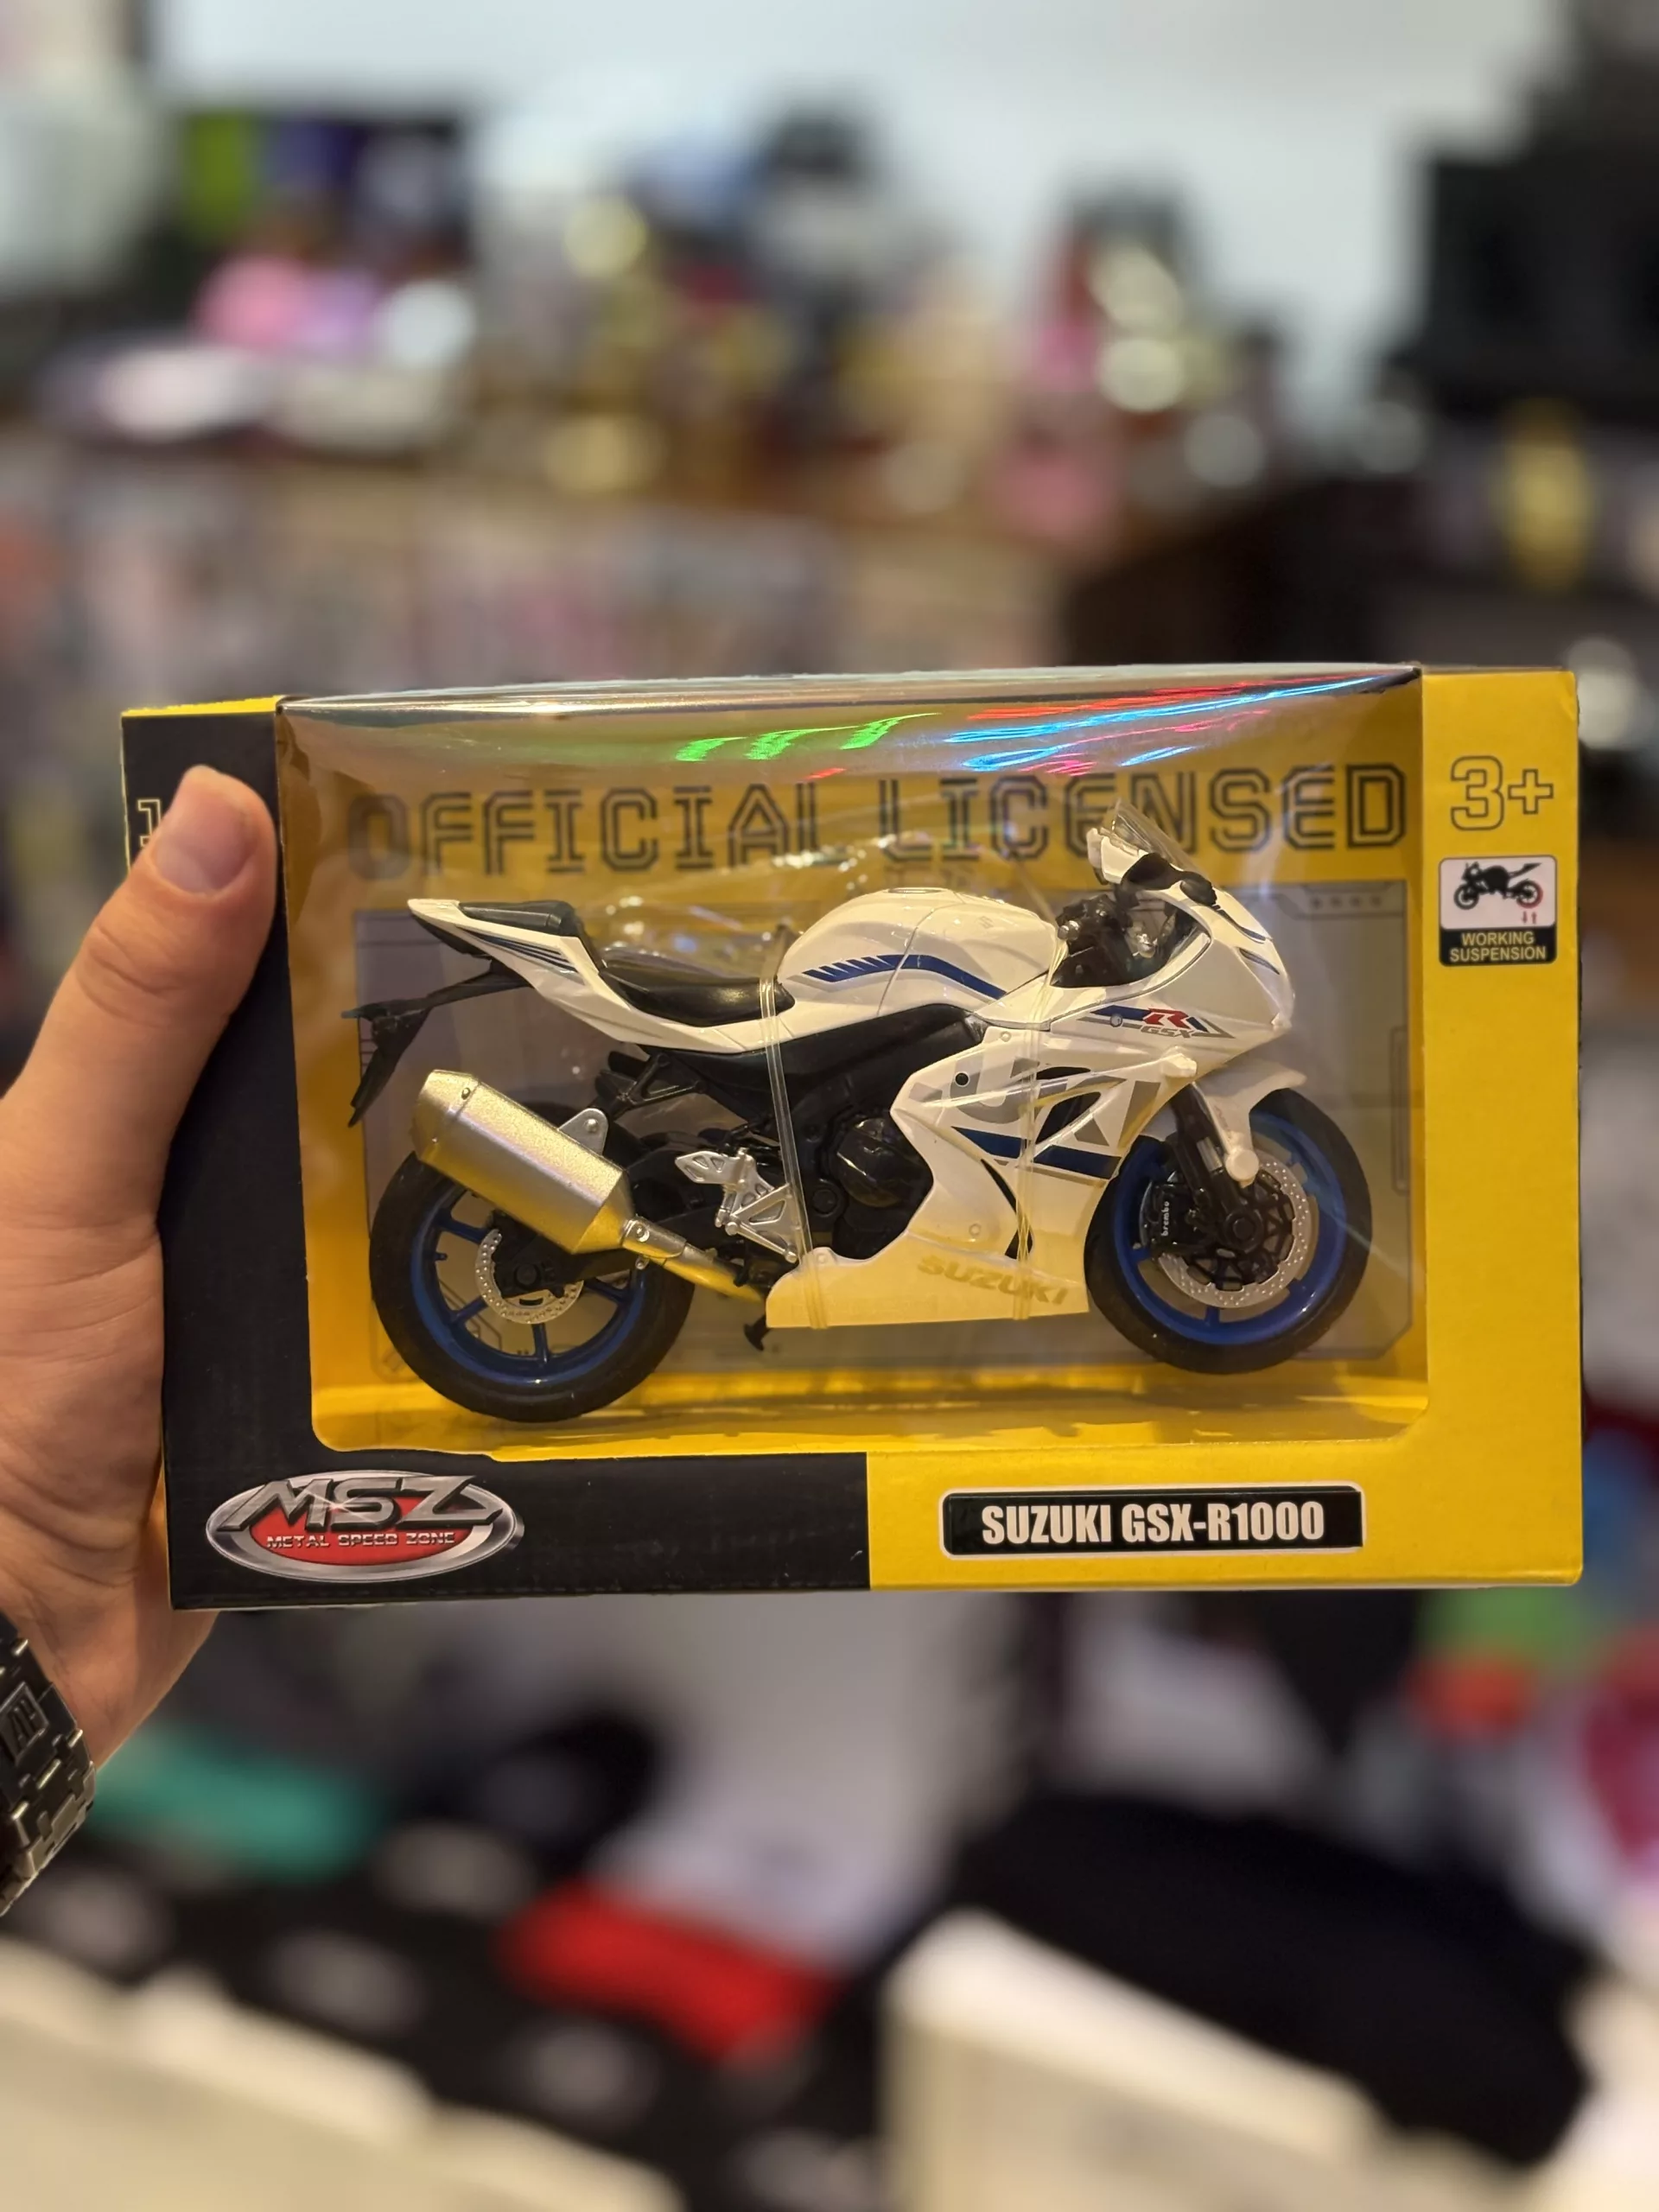 OFFICIAL LICENSED
3+
WORKING
SUSPENSION
R
GSX
brembo
SUZUKI
MSZ
METAL SPEED ZONE
SUZUKI GSX-R1000